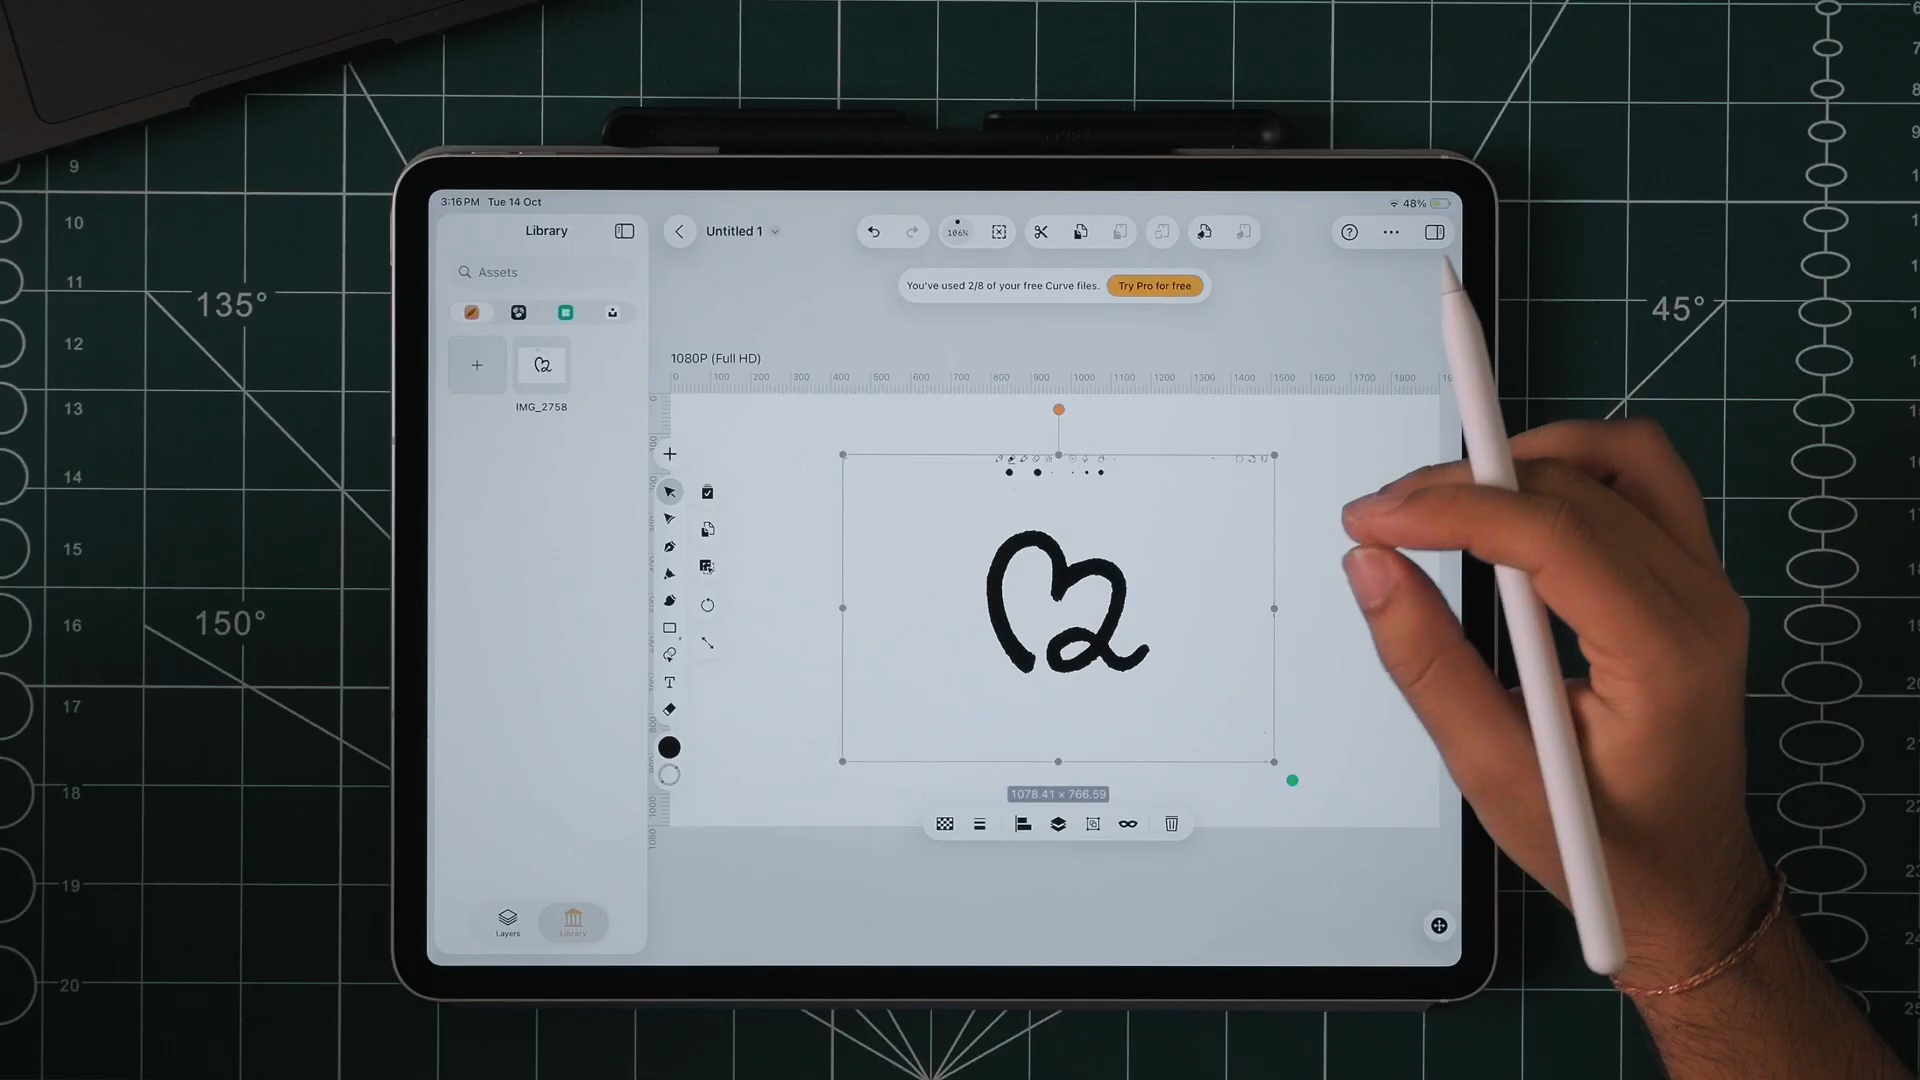 3:16 PM Tue 14 Oct
48%
Library
Untitled 1
106%
Assets
You've used 2/8 of your free Curve files.
Try Pro for free
IMG_2758
1080P (Full HD)
0 100 200 300 400 500 600 700 800 900 1000 1100 1200 1300 1400 1500 1600 1700 1800
T
1078.41 × 766.59
Layers
Library
9
10
11
12
13
14
15
16
17
18
19
20
135°
150°
45°